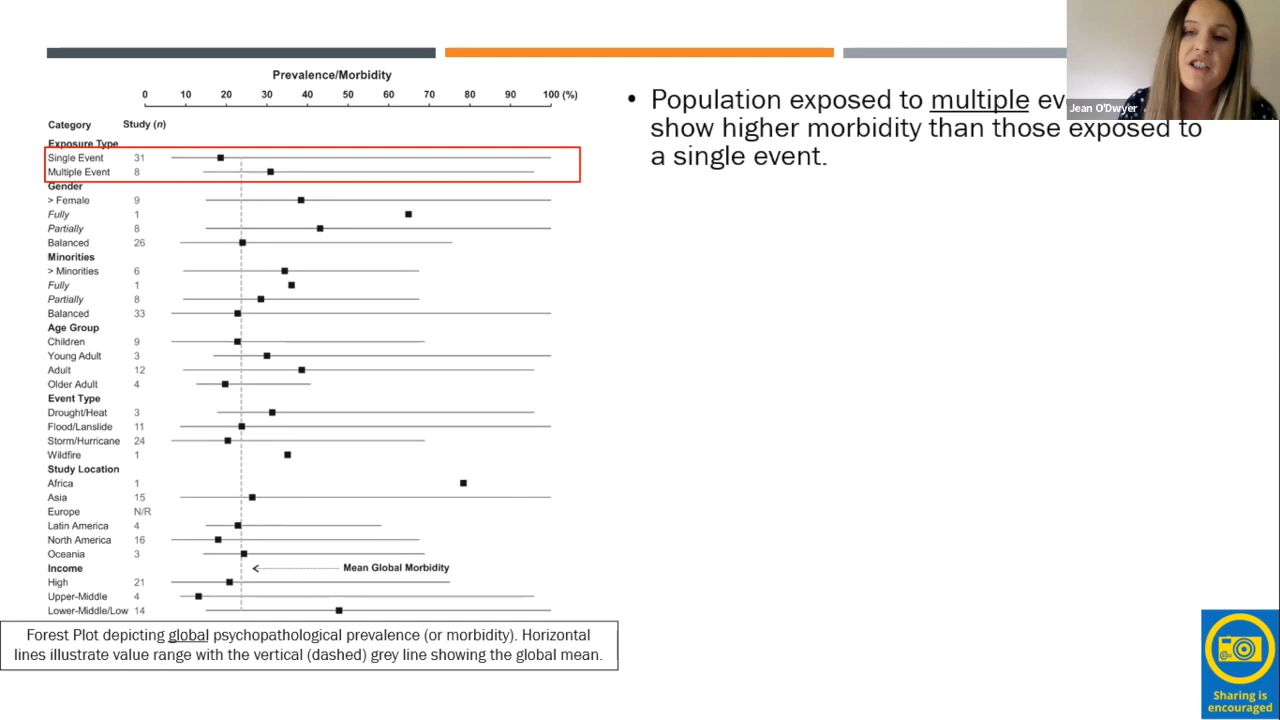 Prevalence/Morbidity
0 10 20 30 40 50 60 70 80 90 100 (%)
Category Study (n)
Exposure Type
Single Event 31
Multiple Event 8
Gender
> Female 9
Fully 1
Partially 8
Balanced 26
Minorities
> Minorities 6
Fully 1
Partially 8
Balanced 33
Age Group
Children 9
Young Adult 3
Adult 12
Older Adult 4
Event Type
Drought/Heat 3
Flood/Lanslide 11
Storm/Hurricane 24
Wildfire 1
Study Location
Africa 1
Asia 15
Europe N/R
Latin America 4
North America 16
Oceania 3
Income
Mean Global Morbidity
High 21
Upper-Middle 4
Lower-Middle/Low 14
Forest Plot depicting global psychopathological prevalence (or morbidity). Horizontal
lines illustrate value range with the vertical (dashed) grey line showing the global mean.
• Population exposed to multiple
show higher morbidity than those exposed to
a single event.
Jean O'Dwyer
Sharing is
encouraged